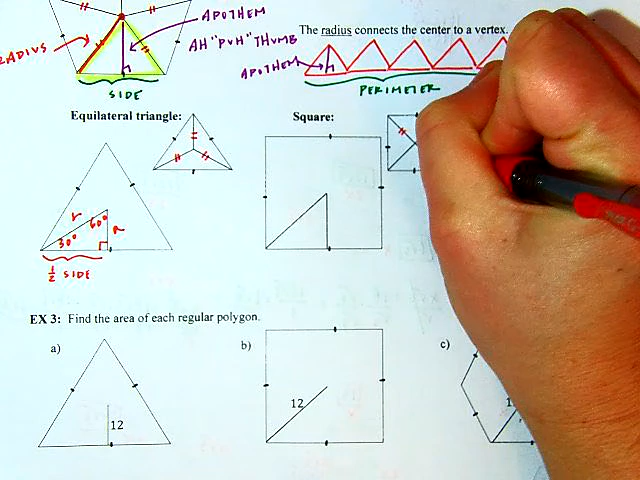 APOTHEM
RADIUS
AH "PUH" THUMB
SIDE
The radius connects the center to a vertex.
APOTHEM
PERIMETER
Equilateral triangle:
Square:
r
60°
a
30°
1/2 SIDE
EX 3: Find the area of each regular polygon.
a)
b)
c)
12
12